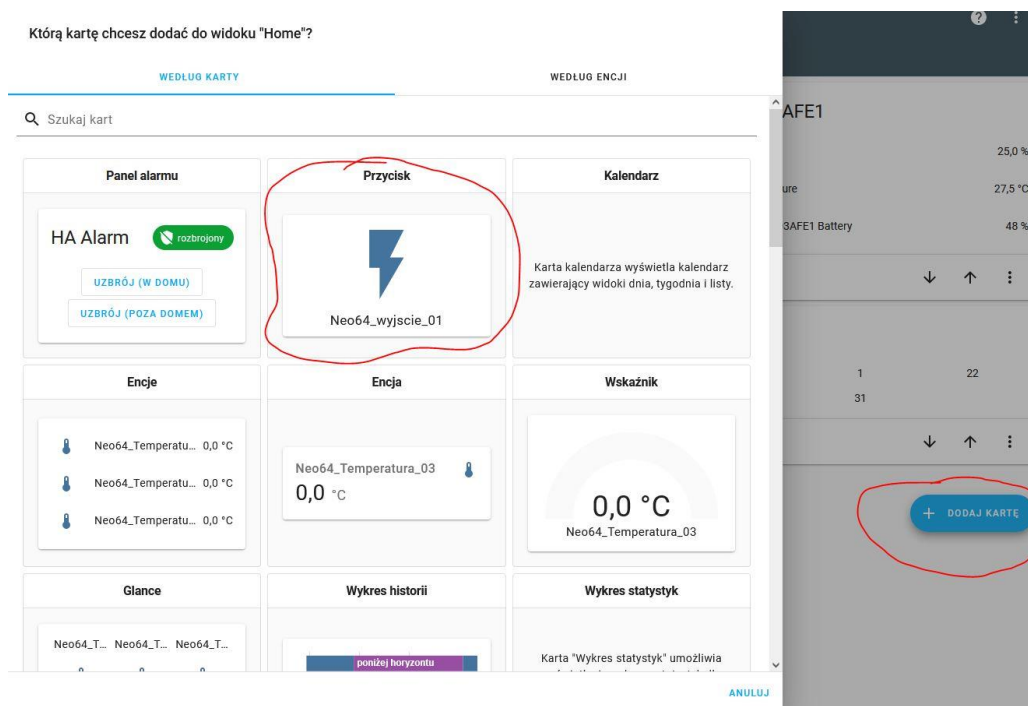 Którą kartę chcesz dodać do widoku "Home"?
WEDŁUG KARTY
WEDŁUG ENCJI
Szukaj kart
Panel alarmu
HA Alarm
rozbrojony
UZBRÓJ (W DOMU)
UZBRÓJ (POZA DOMEM)
Przycisk
Neo64_wyjscie_01
Kalendarz
Karta kalendarza wyświetla kalendarz
zawierający widoki dnia, tygodnia i listy.
Encje
Neo64_Temperatu... 0,0 °C
Neo64_Temperatu... 0,0 °C
Neo64_Temperatu... 0,0 °C
Encja
Neo64_Temperatura_03
0,0 °C
Wskaźnik
0,0 °C
Neo64_Temperatura_03
Glance
Neo64_T... Neo64_T... Neo64_T...
Wykres historii
poniżej horyzontu
Wykres statystyk
Karta "Wykres statystyk" umożliwia
ANULUJ
AFE1
25,0 %
ure 27,5 °C
3AFE1 Battery 48 %
1 22
31
+ DODAJ KARTĘ